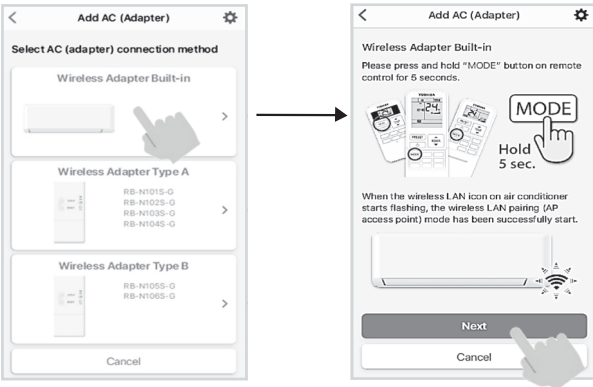 Add AC (Adapter)
Select AC (adapter) connection method
Wireless Adapter Built-in
Wireless Adapter Type A
RB-N101S-G
RB-N102S-G
RB-N103S-G
RB-N104S-G
Wireless Adapter Type B
RB-N105S-G
RB-N106S-G
Cancel
Add AC (Adapter)
Wireless Adapter Built-in
Please press and hold "MODE" button on remote
control for 5 seconds.
TOSHIBA
MODE
Hold
5 sec.
When the wireless LAN icon on air conditioner
starts flashing, the wireless LAN pairing (AP
access point) mode has been successfully start.
Next
Cancel